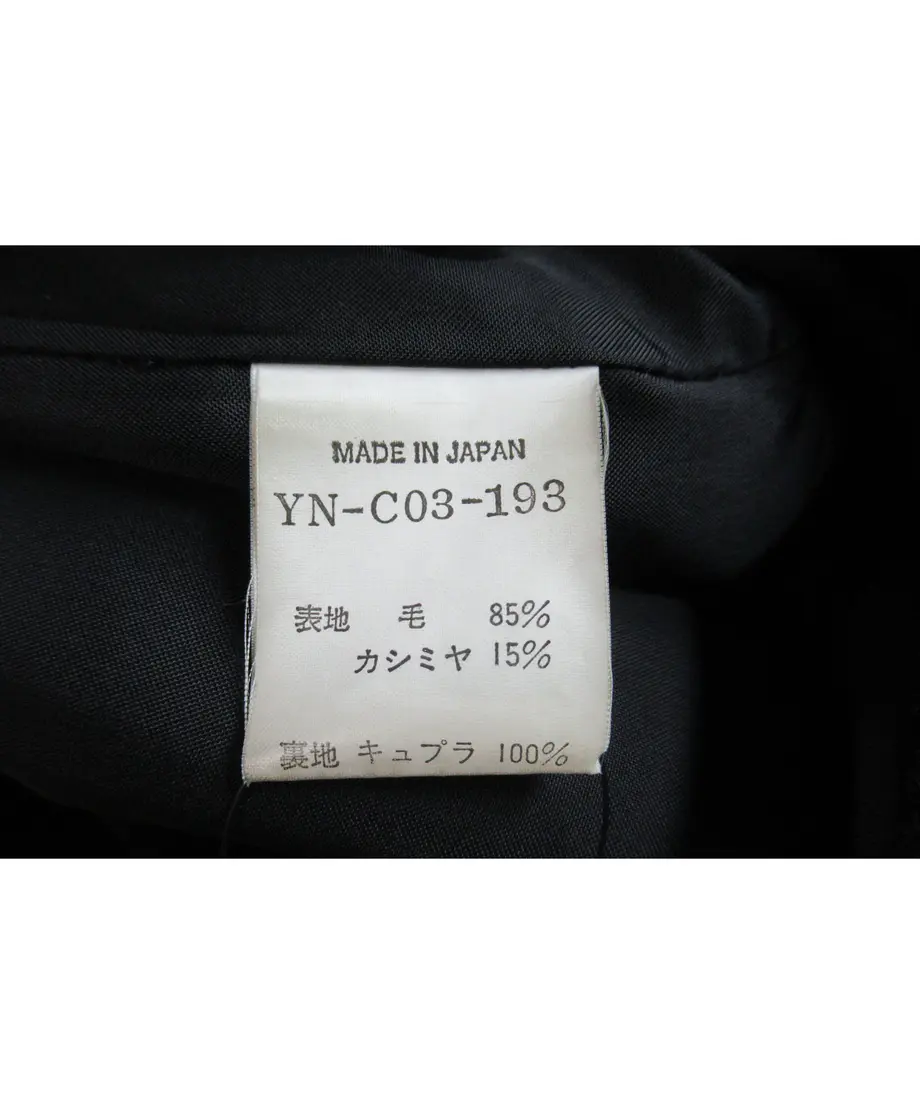 MADE IN JAPAN
YN-C03-193
表地 毛 85%
カシミヤ 15%
裏地 キュプラ 100%